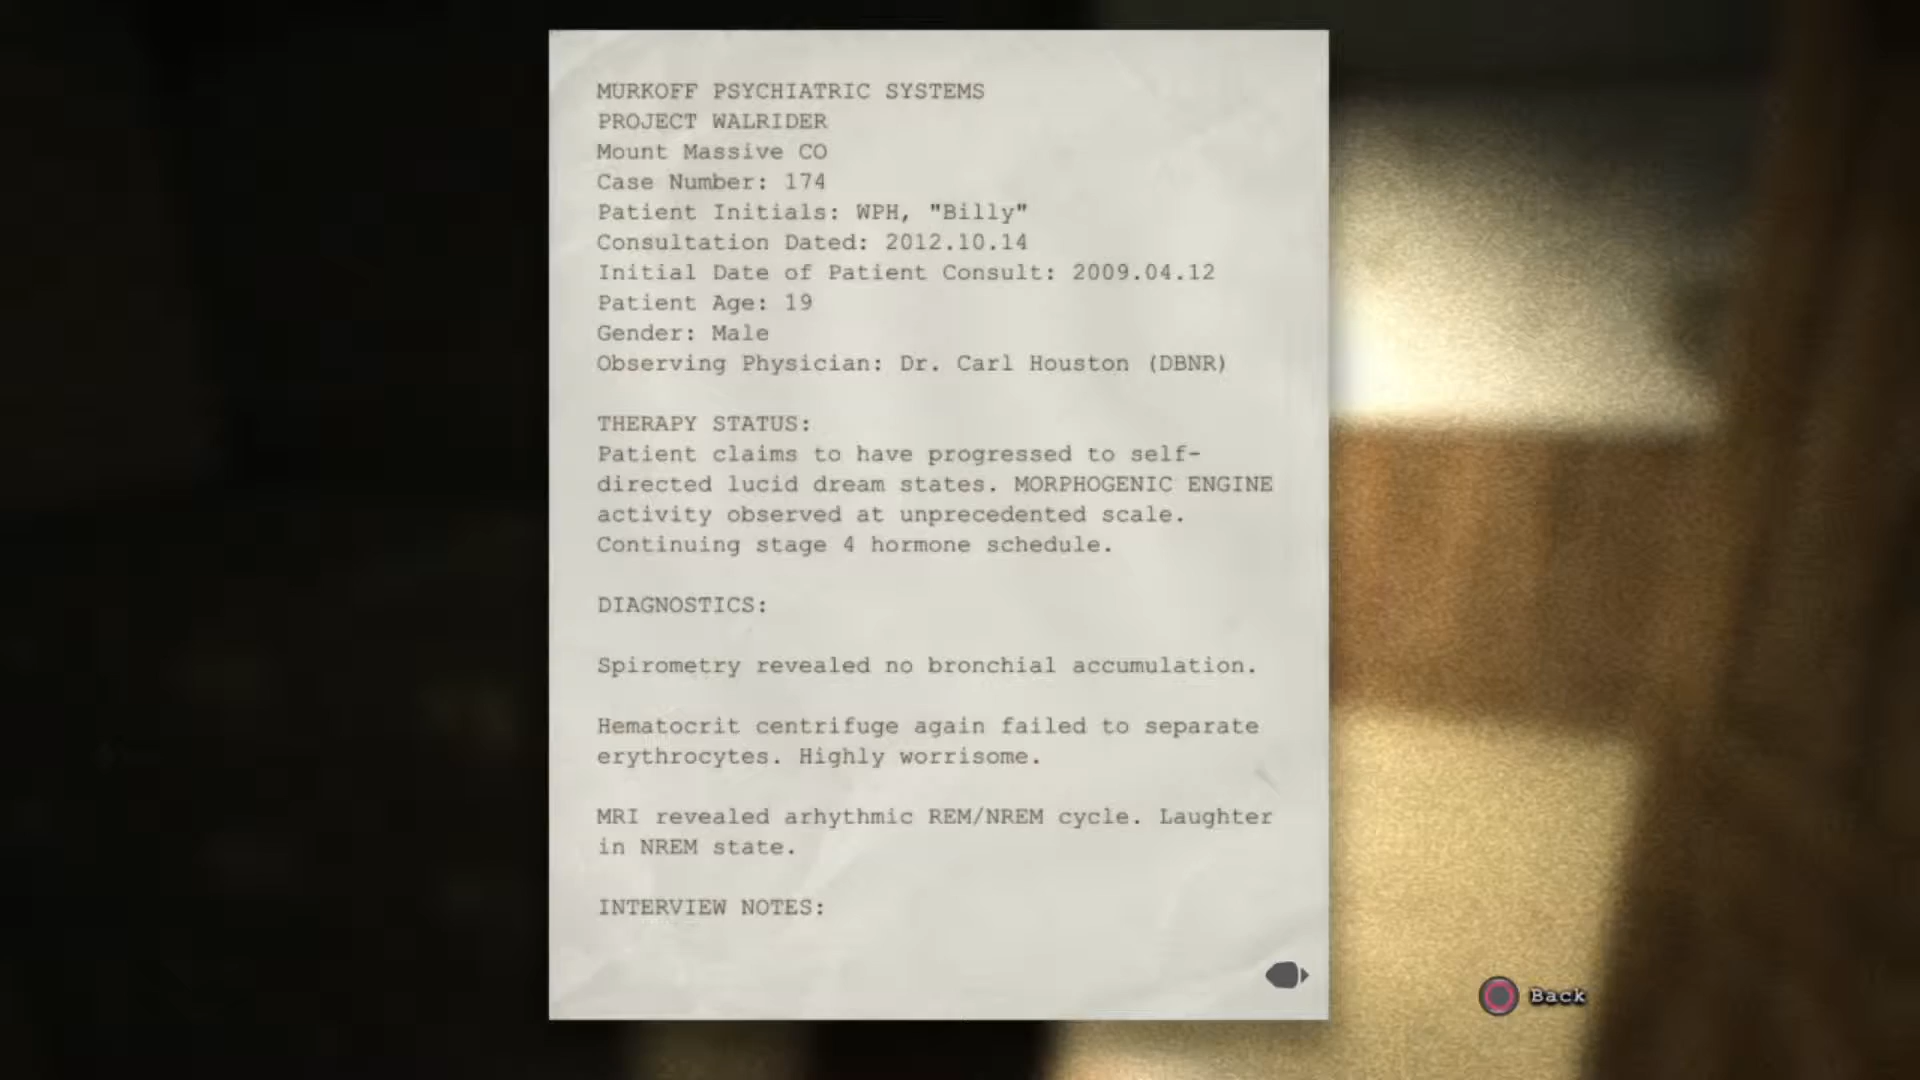 MURKOFF PSYCHIATRIC SYSTEMS
PROJECT WALRIDER
Mount Massive CO
Case Number: 174
Patient Initials: WPH, "Billy"
Consultation Dated: 2012.10.14
Initial Date of Patient Consult: 2009.04.12
Patient Age: 19
Gender: Male
Observing Physician: Dr. Carl Houston (DBNR)
THERAPY STATUS:
Patient claims to have progressed to self-
directed lucid dream states. MORPHOGENIC ENGINE
activity observed at unprecedented scale.
Continuing stage 4 hormone schedule.
DIAGNOSTICS:
Spirometry revealed no bronchial accumulation.
Hematocrit centrifuge again failed to separate
erythrocytes. Highly worrisome.
MRI revealed arhythmic REM/NREM cycle. Laughter
in NREM state.
INTERVIEW NOTES:
Back